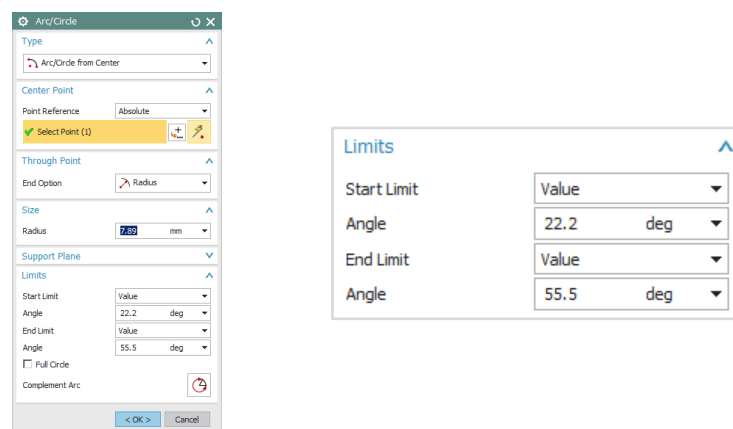 Arc/Circle
Type
Arc/Circle from Center
Center Point
Point Reference Absolute
Select Point (1)
Through Point
End Option Radius
Size
Radius 7.89 mm
Support Plane
Limits
Start Limit Value
Angle 22.2 deg
End Limit Value
Angle 55.5 deg
Full Circle
Complement Arc
< OK > Cancel
Limits
Start Limit Value
Angle 22.2 deg
End Limit Value
Angle 55.5 deg